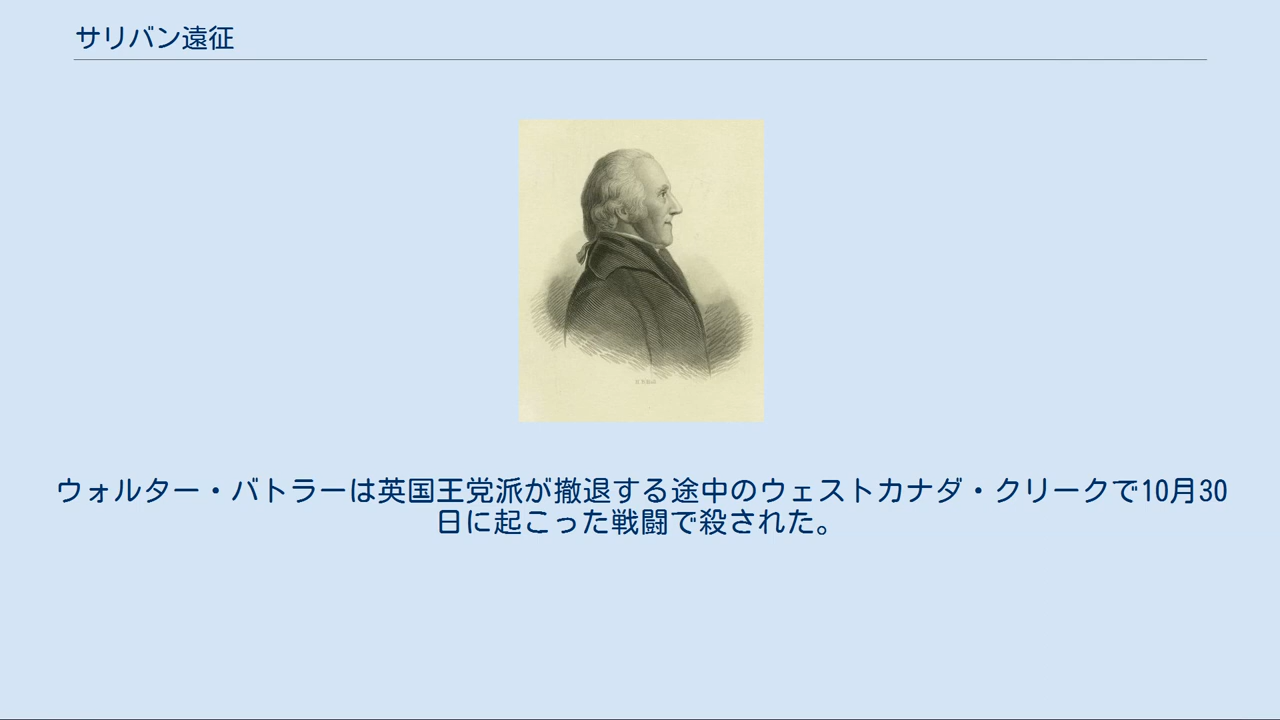 サリバン遠征
ウォルター・バトラーは英国王党派が撤退する途中のウェストカナダ・クリークで10月30
日に起こった戦闘で殺された。